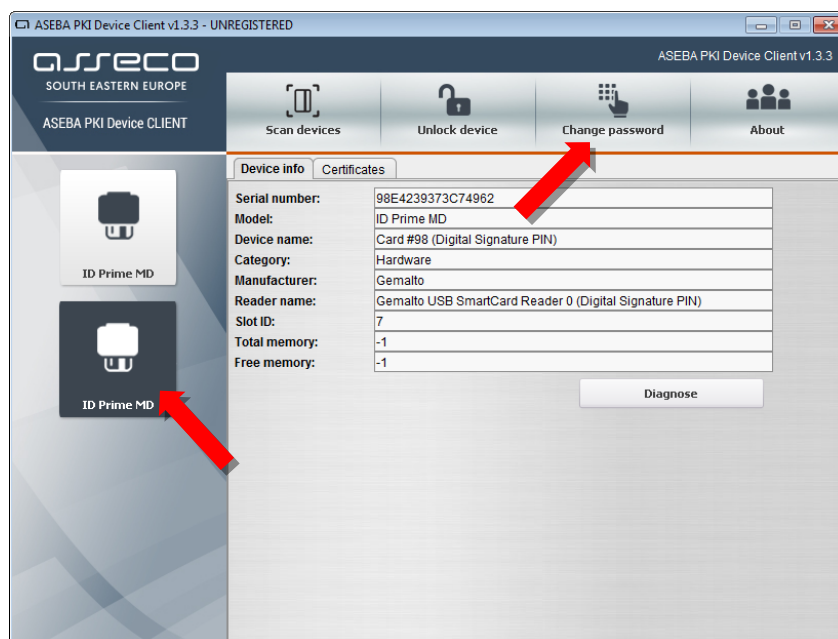 ASEBA PKI Device Client v1.3.3 - UNREGISTERED
asseco
SOUTH EASTERN EUROPE
ASEBA PKI Device CLIENT
ASEBA PKI Device Client v1.3.3
Scan devices
Unlock device
Change password
About
ID Prime MD
ID Prime MD
Device info Certificates
Serial number: 98E4239373C74962
Model: ID Prime MD
Device name: Card #98 (Digital Signature PIN)
Category: Hardware
Manufacturer: Gemalto
Reader name: Gemalto USB SmartCard Reader 0 (Digital Signature PIN)
Slot ID: 7
Total memory: -1
Free memory: -1
Diagnose